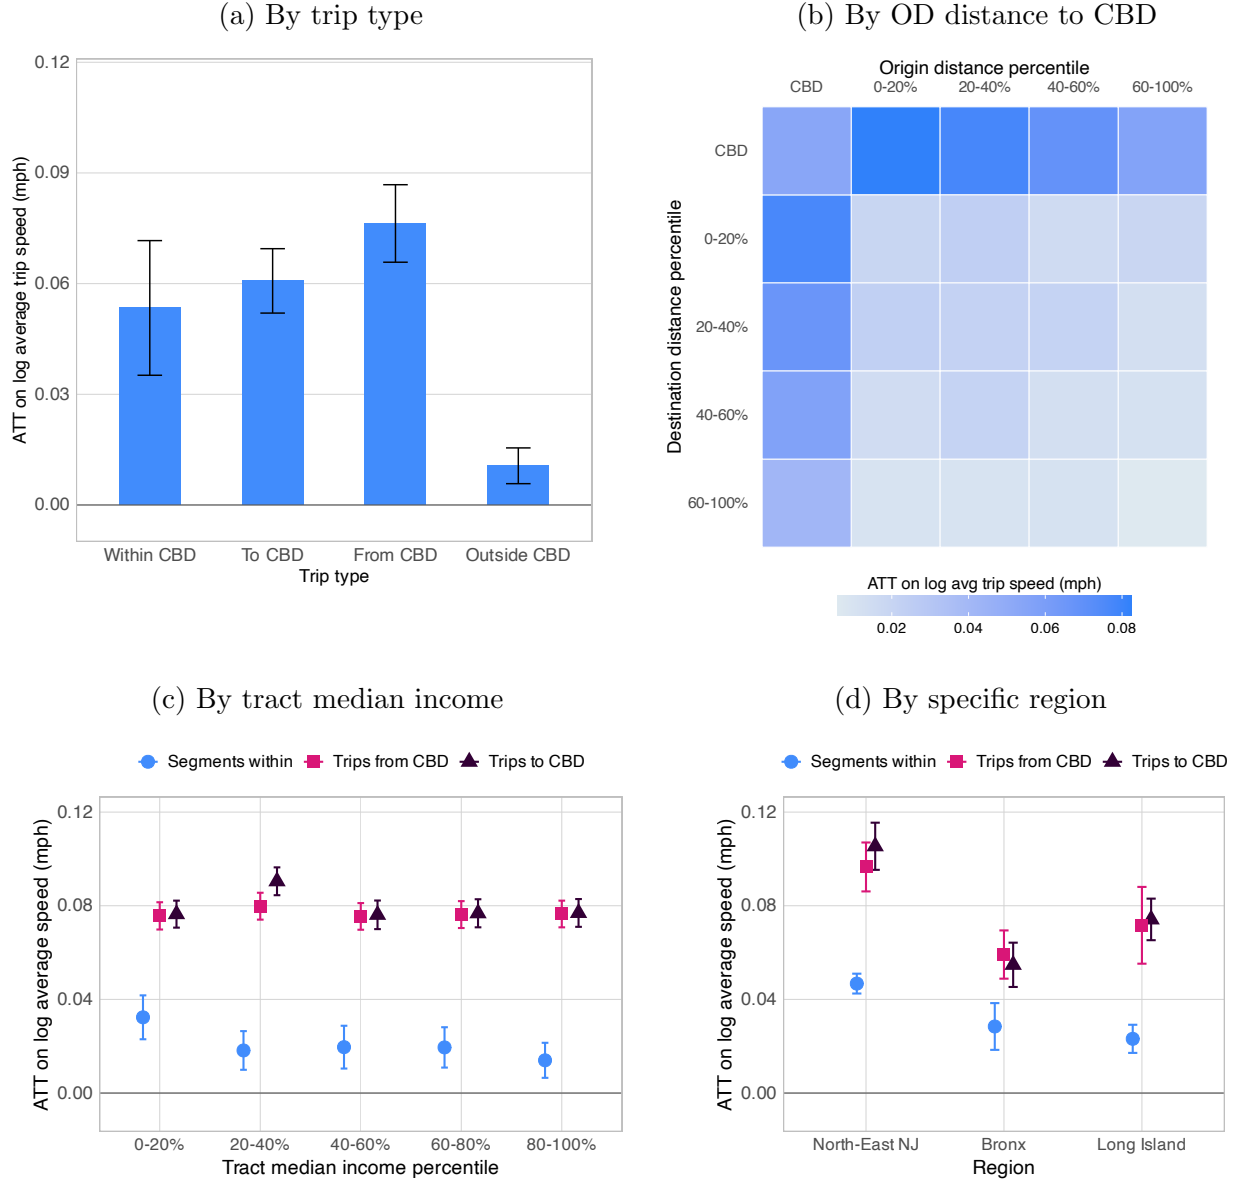 (a) By trip type
ATT on log average trip speed (mph)
0.12
0.09
0.06
0.03
0.00
Within CBD To CBD From CBD Outside CBD
Trip type
(b) By OD distance to CBD
Origin distance percentile
CBD 0-20% 20-40% 40-60% 60-100%
Destination distance percentile
CBD
0-20%
20-40%
40-60%
60-100%
ATT on log avg trip speed (mph)
0.02 0.04 0.06 0.08
(c) By tract median income
Segments within Trips from CBD Trips to CBD
ATT on log average speed (mph)
0.12
0.08
0.04
0.00
0-20% 20-40% 40-60% 60-80% 80-100%
Tract median income percentile
(d) By specific region
Segments within Trips from CBD Trips to CBD
ATT on log average speed (mph)
0.12
0.08
0.04
0.00
North-East NJ Bronx Long Island
Region